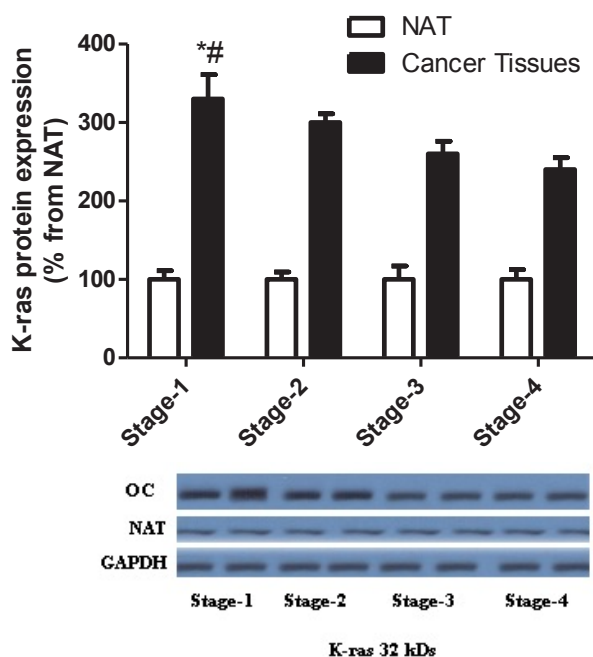 NAT
Cancer Tissues
K-ras protein expression
(% from NAT)
400
300
200
100
0
*#
Stage-1
Stage-2
Stage-3
Stage-4
OC
NAT
GAPDH
Stage-1 Stage-2 Stage-3 Stage-4
K-ras 32 kDs